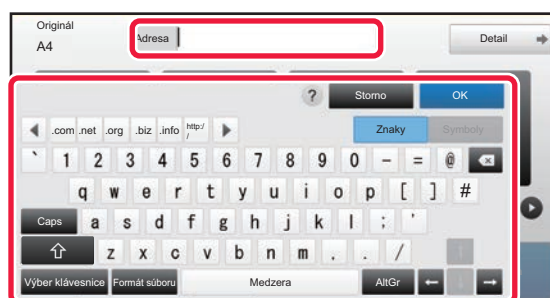 Originál
A4
Adresa
Detail
? Storno OK
.com .net .org .biz .info http:/
/
Znaky Symboly
` 1 2 3 4 5 6 7 8 9 0 - = @
q w e r t y u i o p [ ] #
Caps a s d f g h j k l ; '
z x c v b n m . . /
Výber klávesnice Formát súboru Medzera AltGr